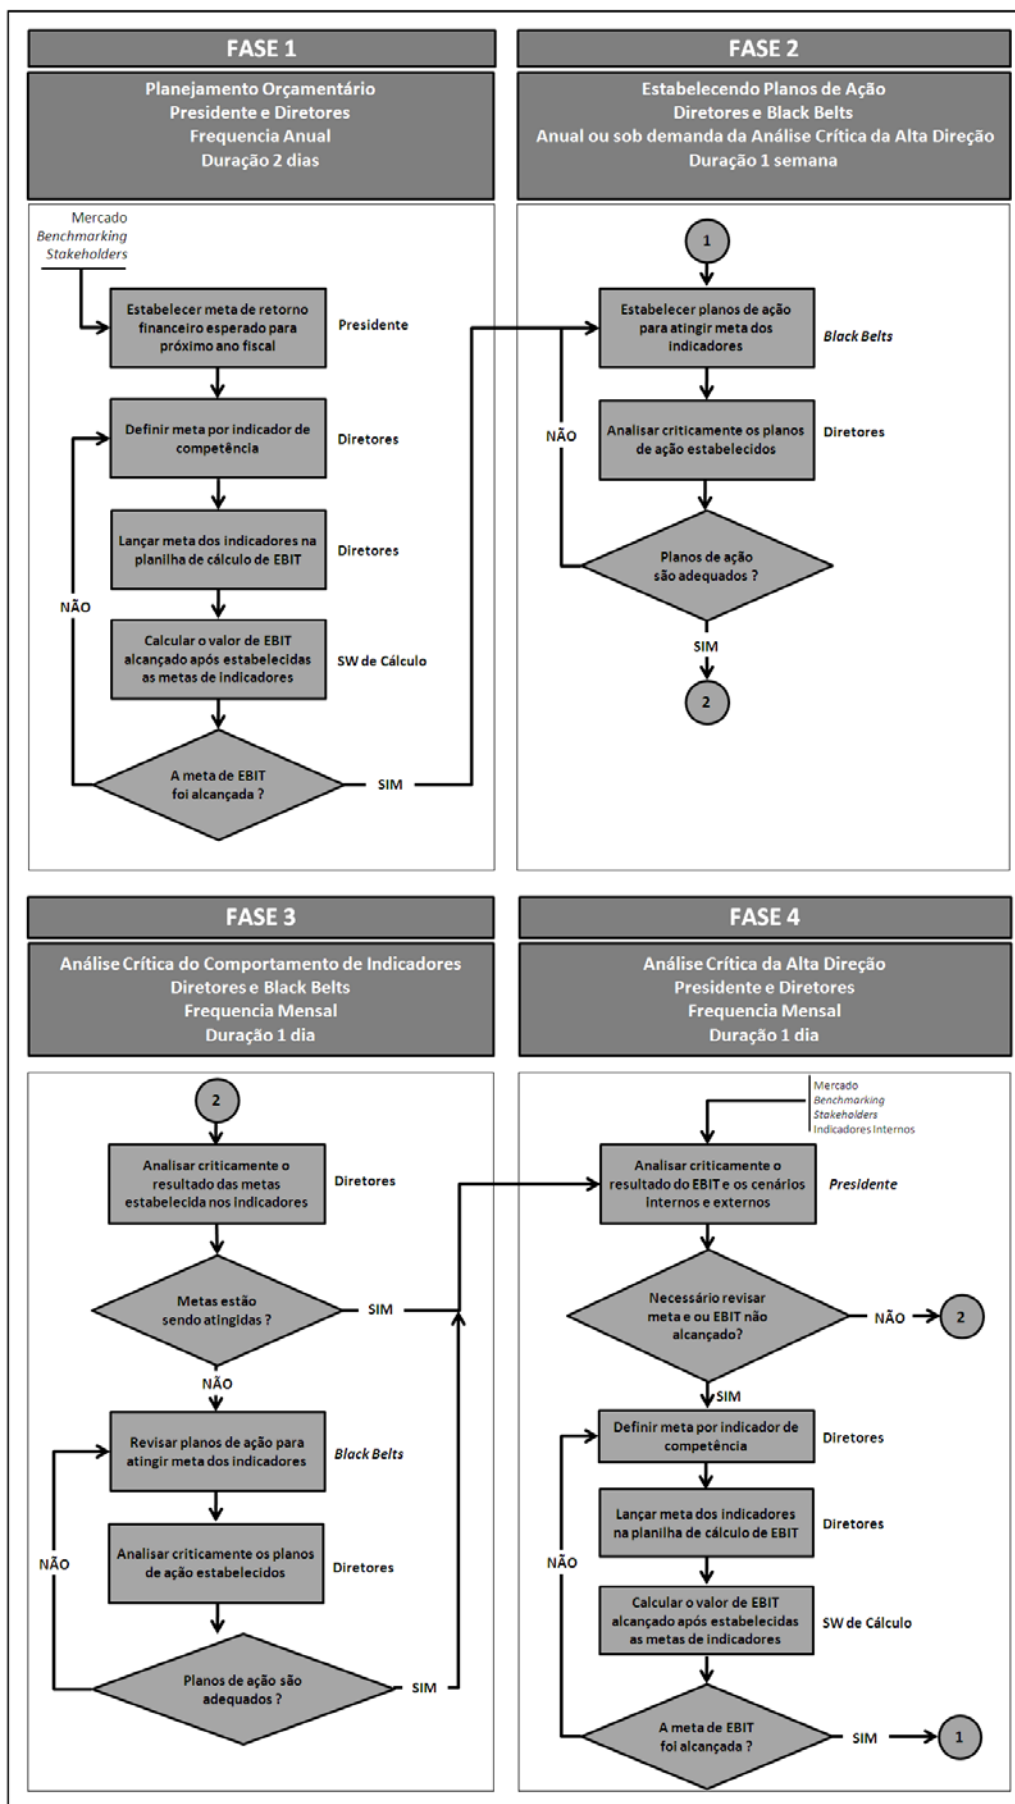 FASE 1
Planejamento Orçamentário
Presidente e Diretores
Frequencia Anual
Duração 2 dias
Mercado
Benchmarking
Stakeholders
Estabelecer meta de retorno
financeiro esperado para
próximo ano fiscal
Presidente
Definir meta por indicador de
competência
Diretores
Lançar meta dos indicadores na
planilha de cálculo de EBIT
Diretores
NÃO
Calcular o valor de EBIT
alcançado após estabelecidas
as metas de indicadores
SW de Cálculo
A meta de EBIT
foi alcançada ?
SIM
FASE 2
Estabelecendo Planos de Ação
Diretores e Black Belts
Anual ou sob demanda da Análise Crítica da Alta Direção
Duração 1 semana
1
Estabelecer planos de ação
para atingir meta dos
indicadores
Black Belts
Analisar criticamente os planos
de ação estabelecidos
Diretores
NÃO
Planos de ação
são adequados ?
SIM
2
FASE 3
Análise Crítica do Comportamento de Indicadores
Diretores e Black Belts
Frequencia Mensal
Duração 1 dia
2
Analisar criticamente o
resultado das metas
estabelecida nos indicadores
Diretores
Metas estão
sendo atingidas ?
SIM
NÃO
Revisar planos de ação para
atingir meta dos indicadores
Black Belts
NÃO
Analisar criticamente os planos
de ação estabelecidos
Diretores
Planos de ação são
adequados ?
SIM
FASE 4
Análise Crítica da Alta Direção
Presidente e Diretores
Frequencia Mensal
Duração 1 dia
Mercado
Benchmarking
Stakeholders
Indicadores Internos
Analisar criticamente o
resultado do EBIT e os cenários
internos e externos
Presidente
Necessário revisar
meta e ou EBIT não
alcançado?
NÃO
2
SIM
Definir meta por indicador de
competência
Diretores
Lançar meta dos indicadores
na planilha de cálculo de EBIT
Diretores
NÃO
Calcular o valor de EBIT
alcançado após estabelecidas
as metas de indicadores
SW de Cálculo
A meta de EBIT
foi alcançada ?
SIM
1